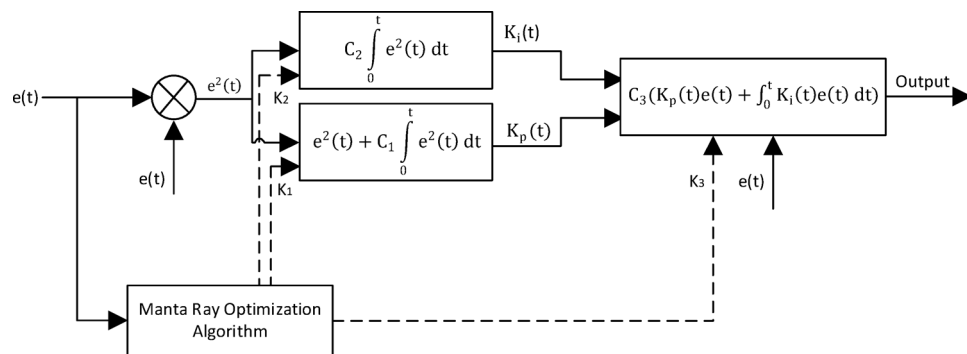 e(t)
e²(t)
e(t)
C₂ ∫₀ᵗ e²(t) dt
K₂
e²(t) + C₁ ∫₀ᵗ e²(t) dt
K₁
Kᵢ(t)
Kₚ(t)
C₃(Kₚ(t)e(t) + ∫₀ᵗ Kᵢ(t)e(t) dt)
Output
K₃
e(t)
Manta Ray Optimization
Algorithm